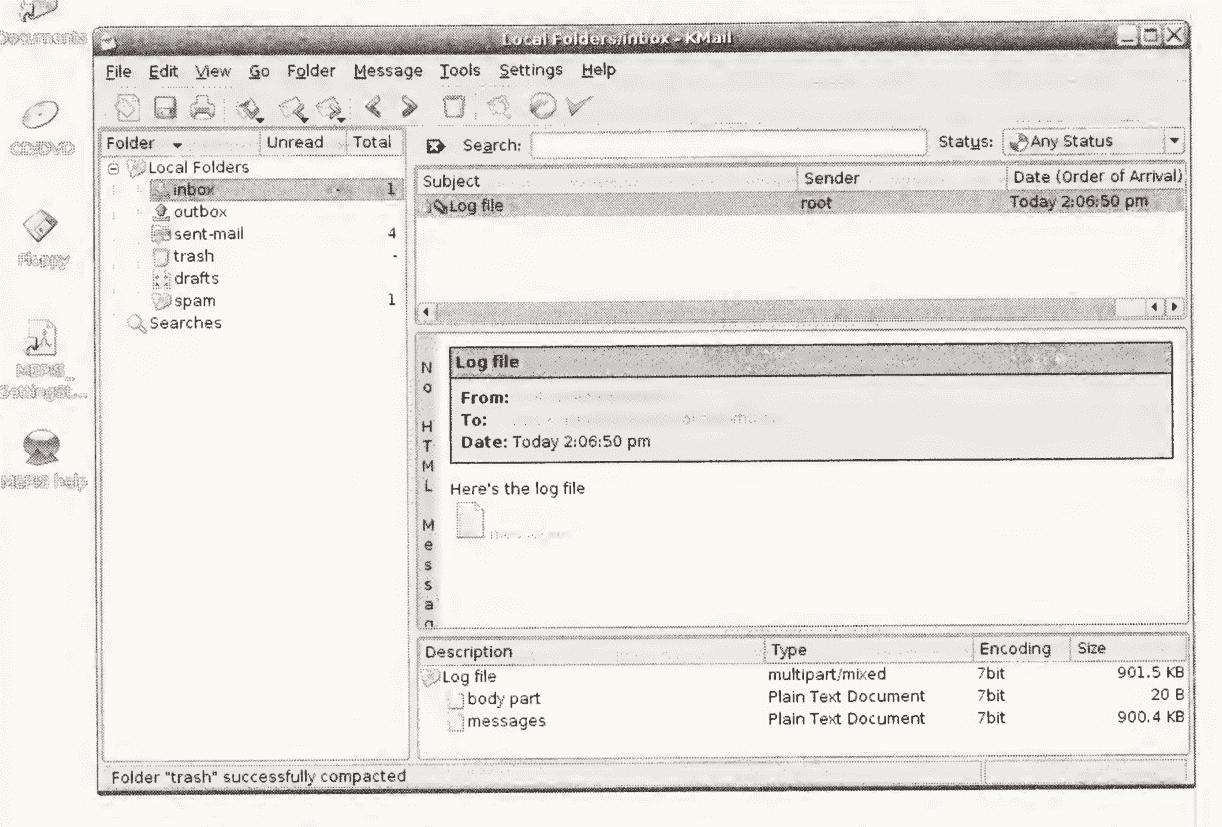 Documents
CD/DVD
Floppy
MEPIS_
GettingSt...
MEPIS help
Local Folders/inbox - KMail
File Edit View Go Folder Message Tools Settings Help
Folder Unread Total
Local Folders
inbox - 1
outbox
sent-mail 4
trash -
drafts
spam 1
Searches
Search: Status: Any Status
Subject Sender Date (Order of Arrival)
Log file root Today 2:06:50 pm
No HTML Messag
Log file
From:
To:
Date: Today 2:06:50 pm
Here's the log file
Description Type Encoding Size
Log file multipart/mixed 7bit 901.5 KB
body part Plain Text Document 7bit 20 B
messages Plain Text Document 7bit 900.4 KB
Folder "trash" successfully compacted